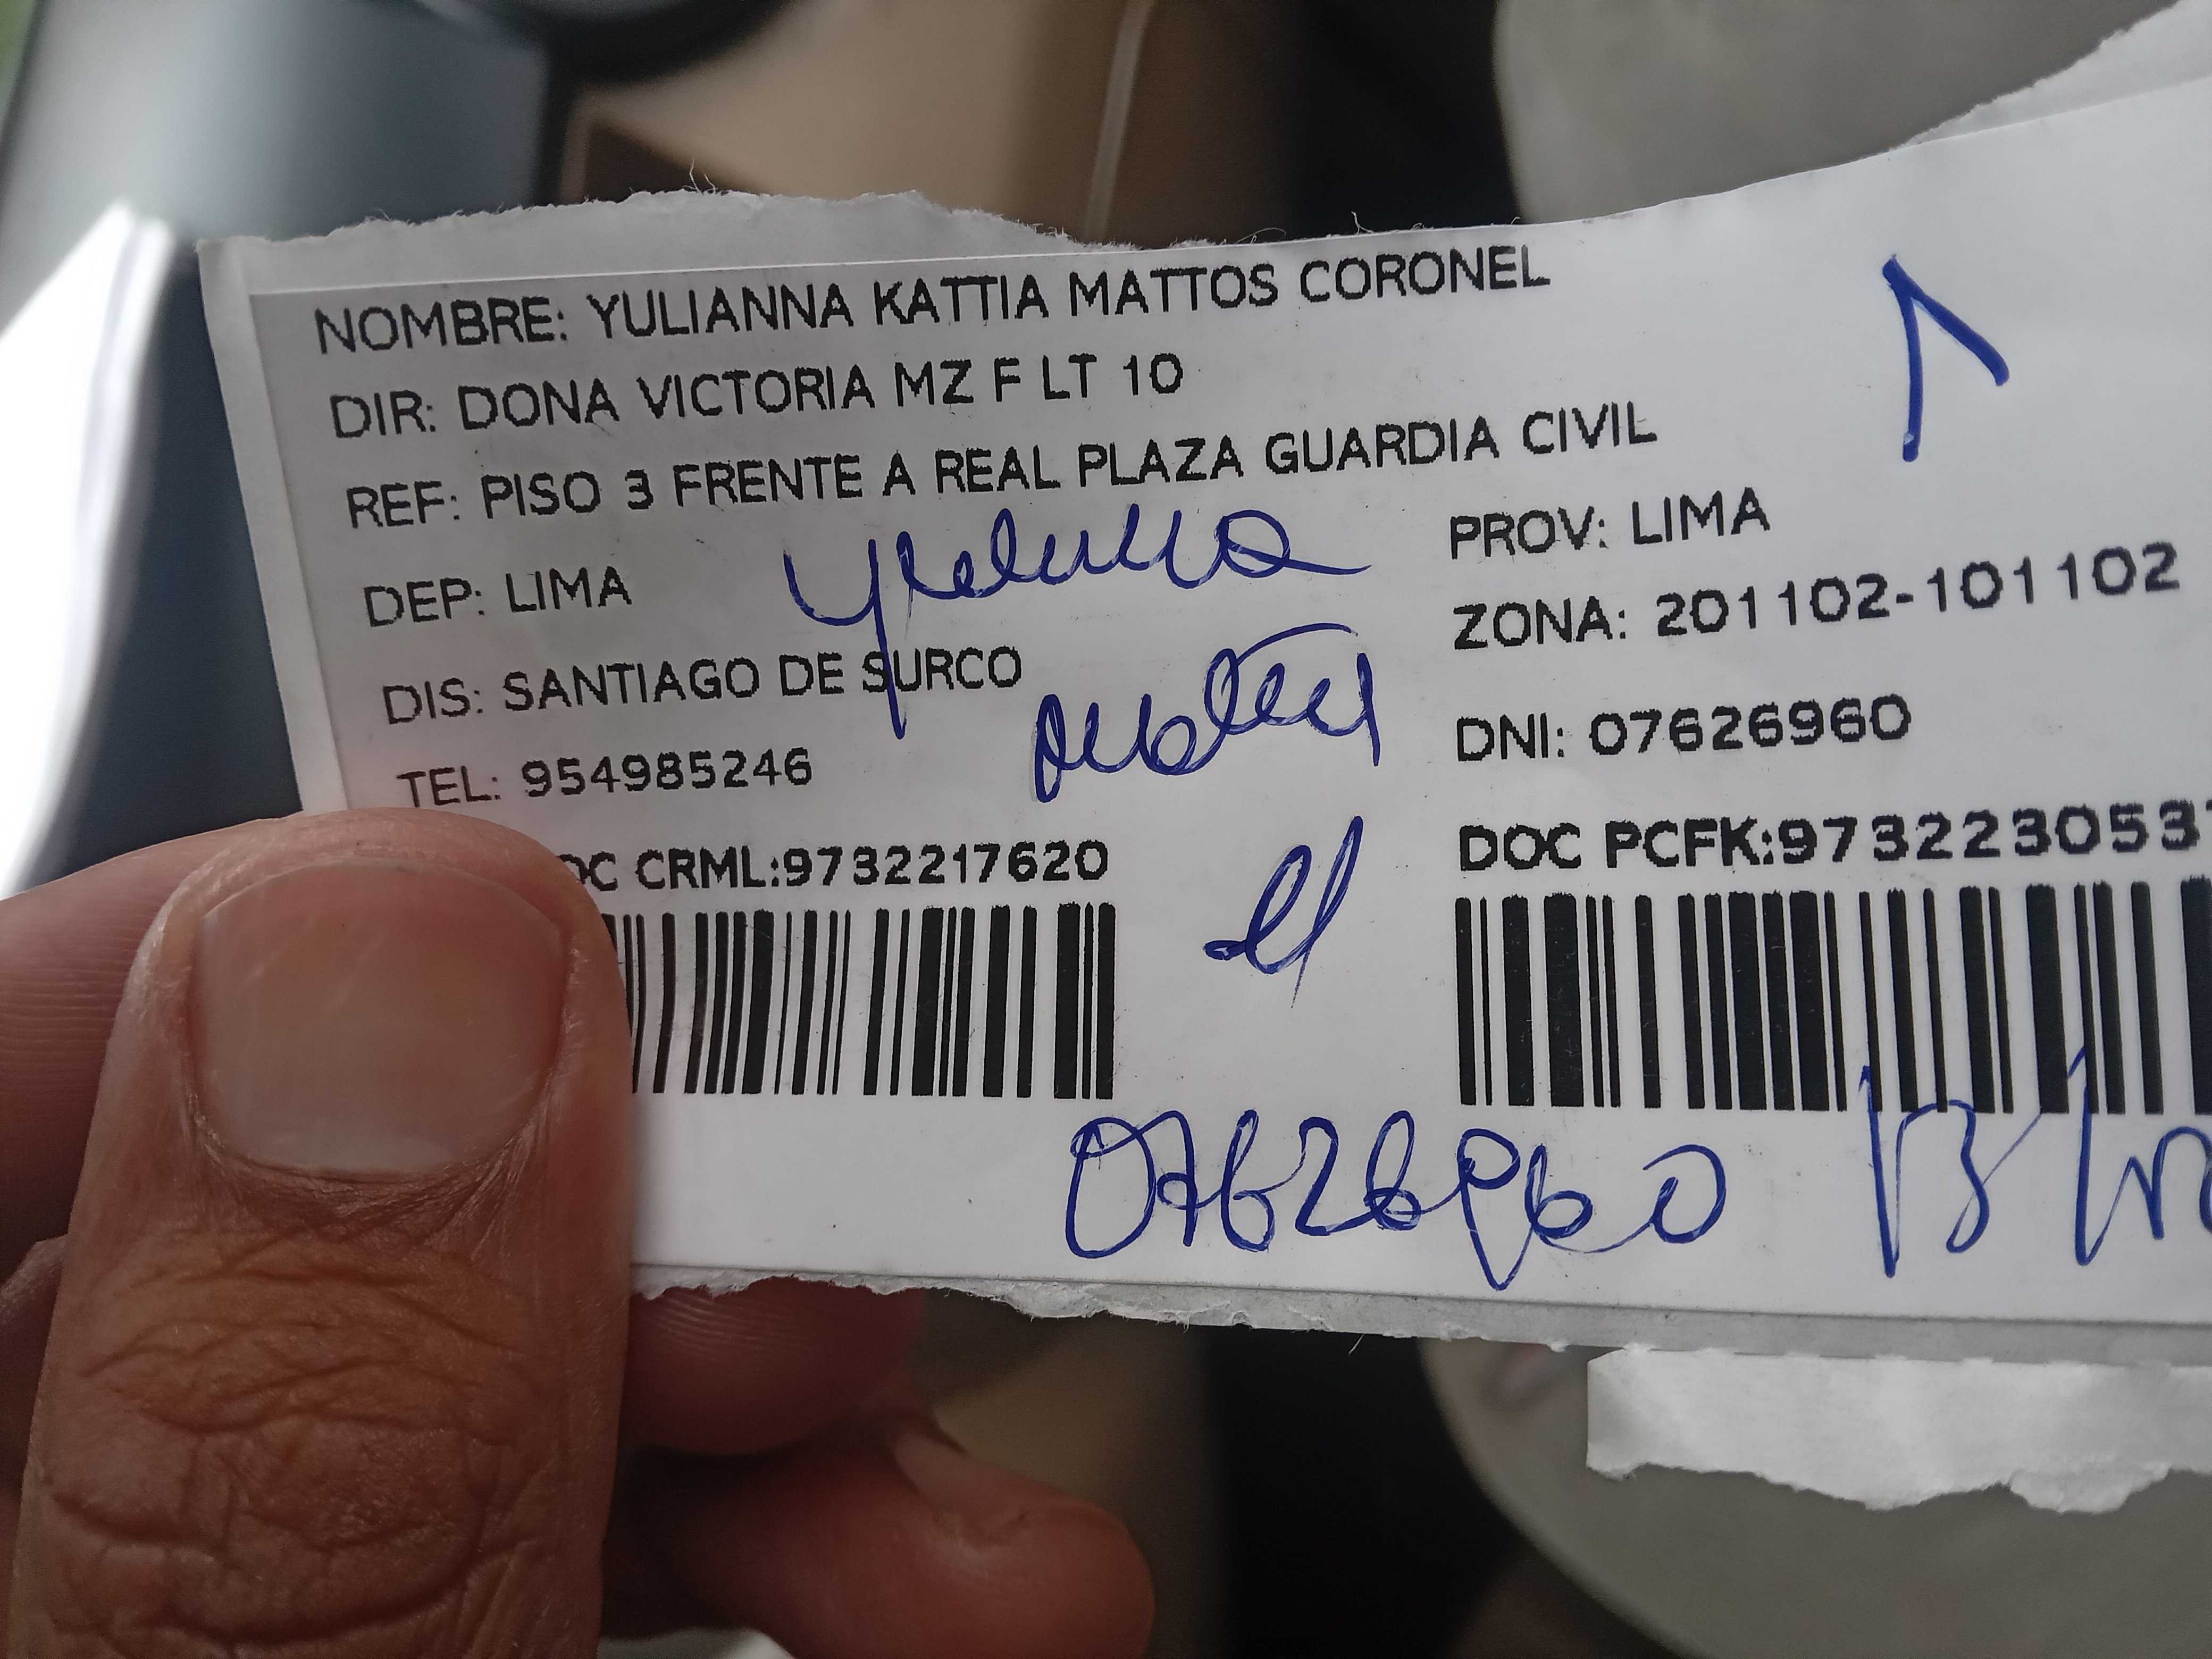 NOMBRE: YULIANNA KATTIA MATTOS CORONEL
DIR: DONA VICTORIA MZ F LT 10
REF: PISO 3 FRENTE A REAL PLAZA GUARDIA CIVIL
DEP: LIMA
PROV: LIMA
ZONA: 201102-101102
DIS: SANTIAGO DE SURCO
TEL: 954985246
DNI: 07626960
OC CRML:9732217620
DOC PCFK:973223053
07626960